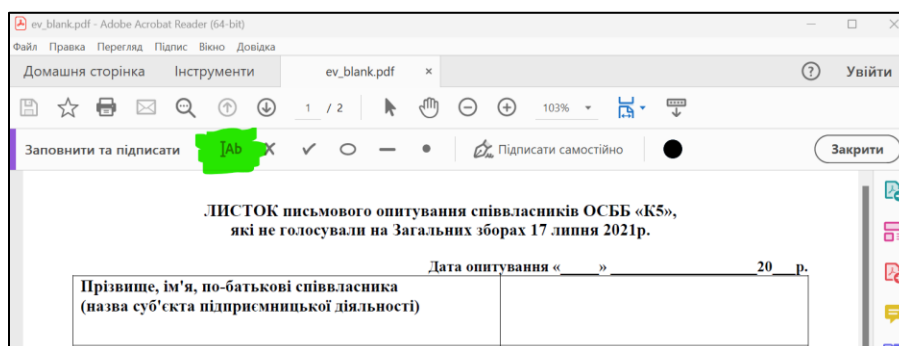 ev_blank.pdf - Adobe Acrobat Reader (64-bit)
Файл Правка Перегляд Підпис Вікно Довідка
Домашня сторінка Інструменти ev_blank.pdf × ? Увійти
1 / 2 103%
Заповнити та підписати Ab Підписати самостійно Закрити
ЛИСТОК письмового опитування співвласників ОСББ «К5»,
які не голосували на Загальних зборах 17 липня 2021р.
Дата опитування «_____» ____________________20___р.
Прізвище, ім'я, по-батькові співвласника
(назва суб'єкта підприємницької діяльності)